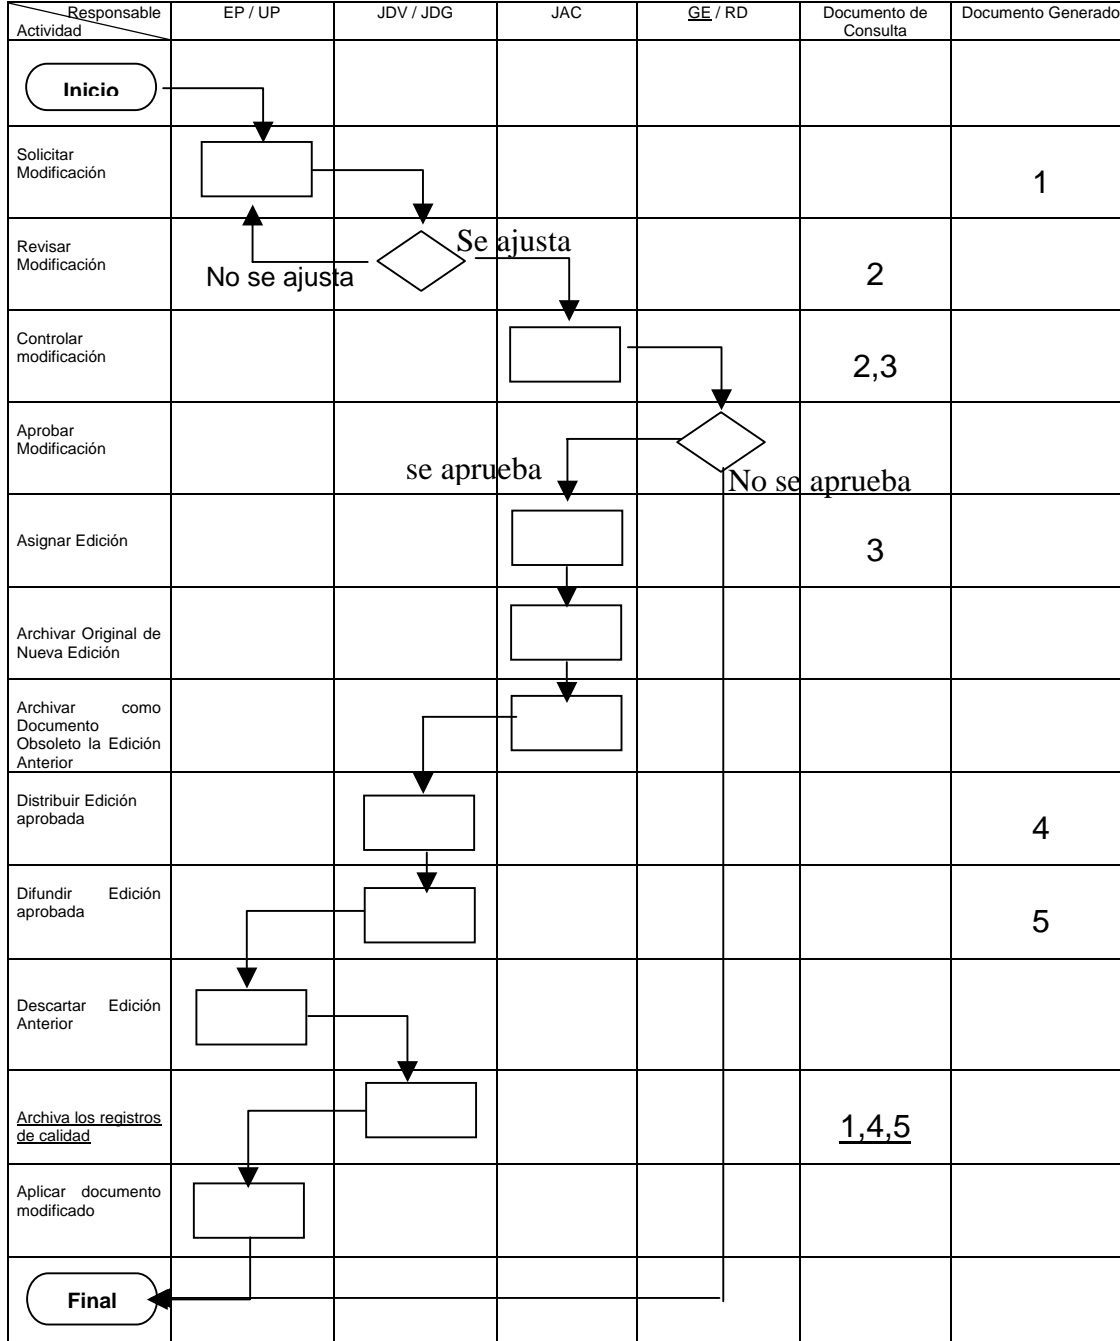 Responsable
Actividad
EP / UP
JDV / JDG
JAC
GE / RD
Documento de
Consulta
Documento Generado
Inicio
Solicitar
Modificación
1
Revisar
Modificación
No se ajusta
Se ajusta
2
Controlar
modificación
2,3
Aprobar
Modificación
se aprueba
No se aprueba
Asignar Edición
3
Archivar Original de
Nueva Edición
Archivar como
Documento
Obsoleto la Edición
Anterior
Distribuir Edición
aprobada
4
Difundir Edición
aprobada
5
Descartar Edición
Anterior
Archiva los registros
de calidad
1,4,5
Aplicar documento
modificado
Final